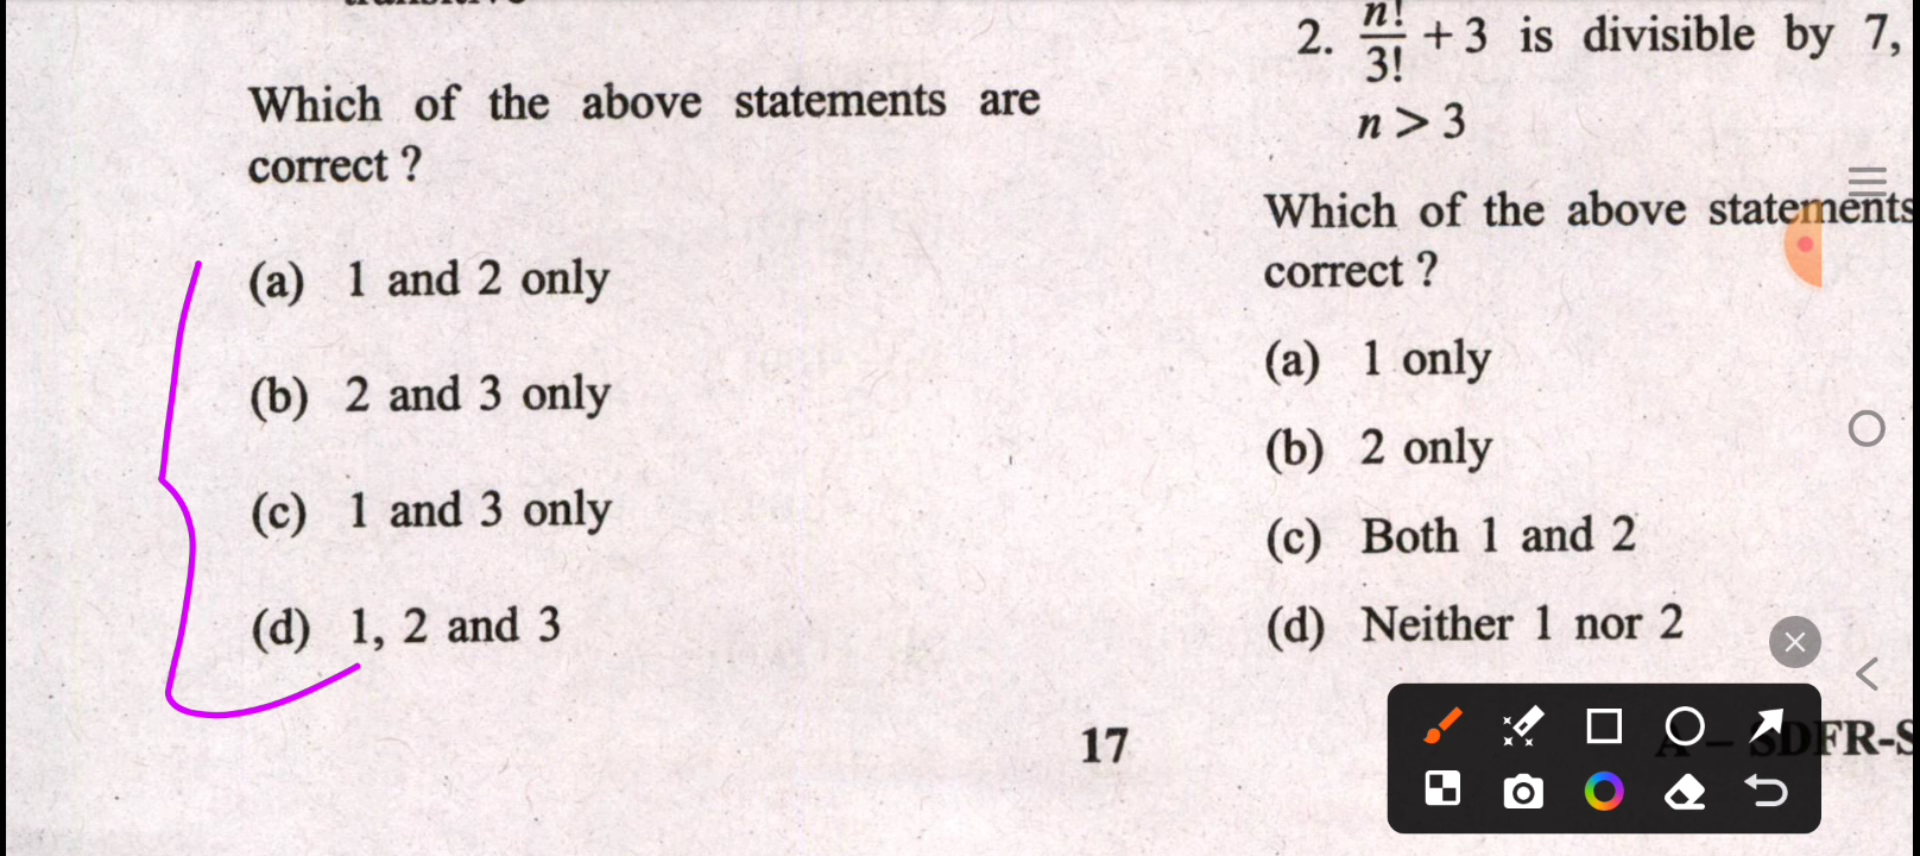 transitive
Which of the above statements are
correct ?
(a) 1 and 2 only
(b) 2 and 3 only
(c) 1 and 3 only
(d) 1, 2 and 3
2. n!/3! + 3 is divisible by 7,
n > 3
Which of the above statements
correct ?
(a) 1 only
(b) 2 only
(c) Both 1 and 2
(d) Neither 1 nor 2
17
A – SDFR-S